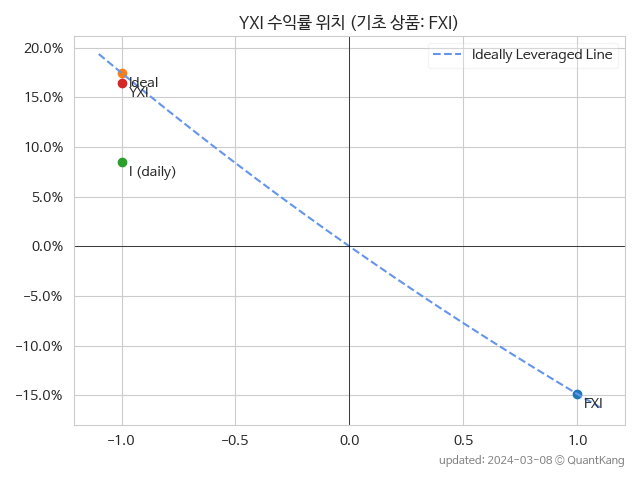 YXI 수익률 위치 (기초 상품: FXI)
Ideally Leveraged Line
20.0%
15.0%
10.0%
5.0%
0.0%
−5.0%
−10.0%
−15.0%
Ideal
YXI
I (daily)
FXI
−1.0 −0.5 0.0 0.5 1.0
updated: 2024-03-08 © QuantKang